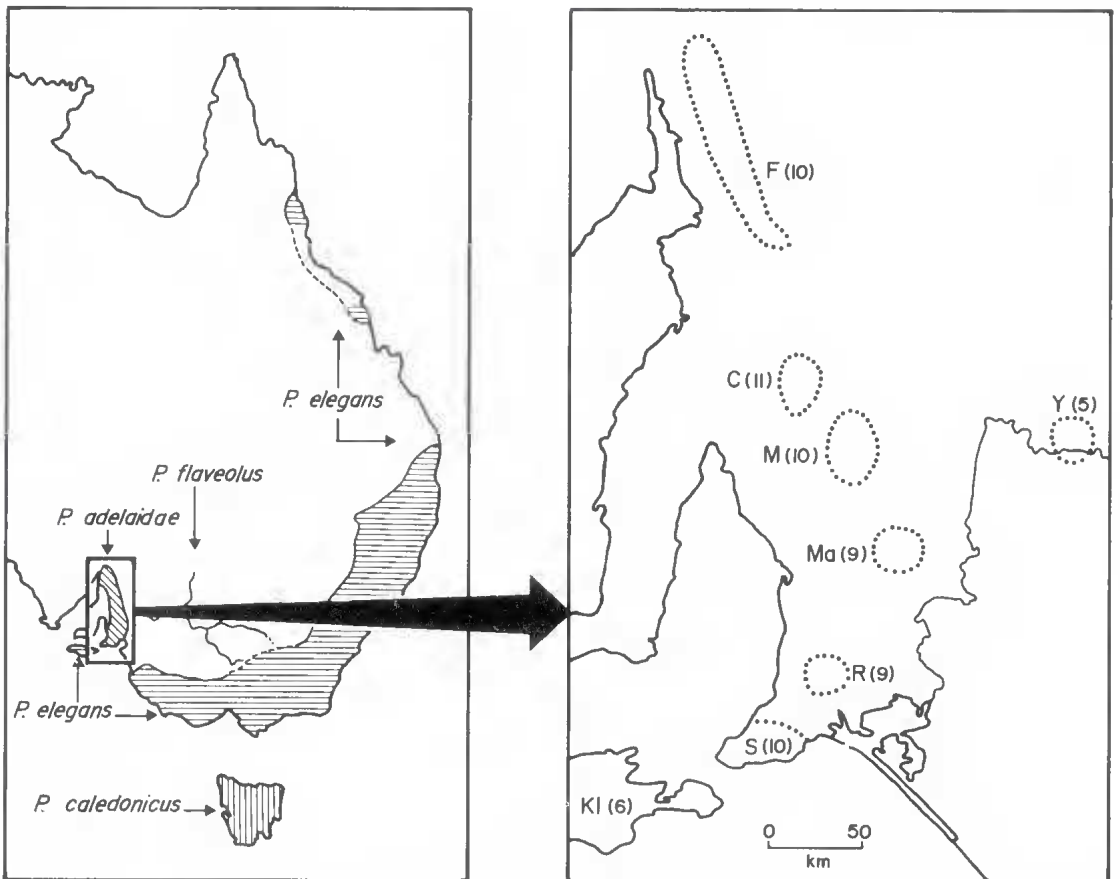 P. elegans
P. flaveolus
P. adelaidae
P. elegans
P. caledonicus
F (10)
C (11)
Y (5)
M (10)
Ma (9)
R (9)
S (10)
KI (6)
0 50
km